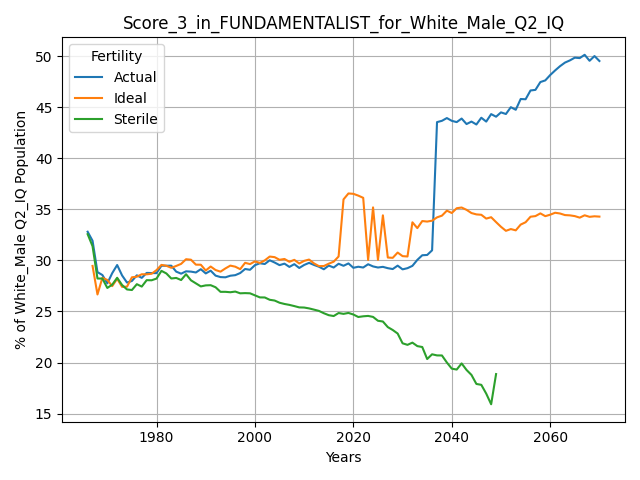 Score_3_in_FUNDAMENTALIST_for_White_Male_Q2_IQ
% of White_Male Q2_IQ Population
50
45
40
35
30
25
20
15
Fertility
Actual
Ideal
Sterile
1980
2000
2020
2040
2060
Years